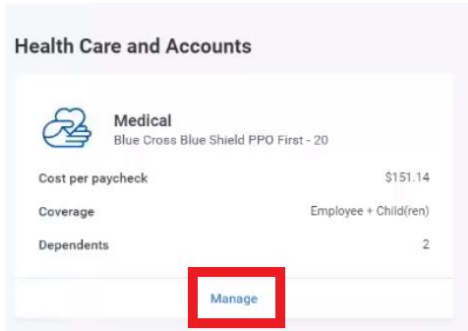 Health Care and Accounts
Medical
Blue Cross Blue Shield PPO First - 20
Cost per paycheck $151.14
Coverage Employee + Child(ren)
Dependents 2
Manage